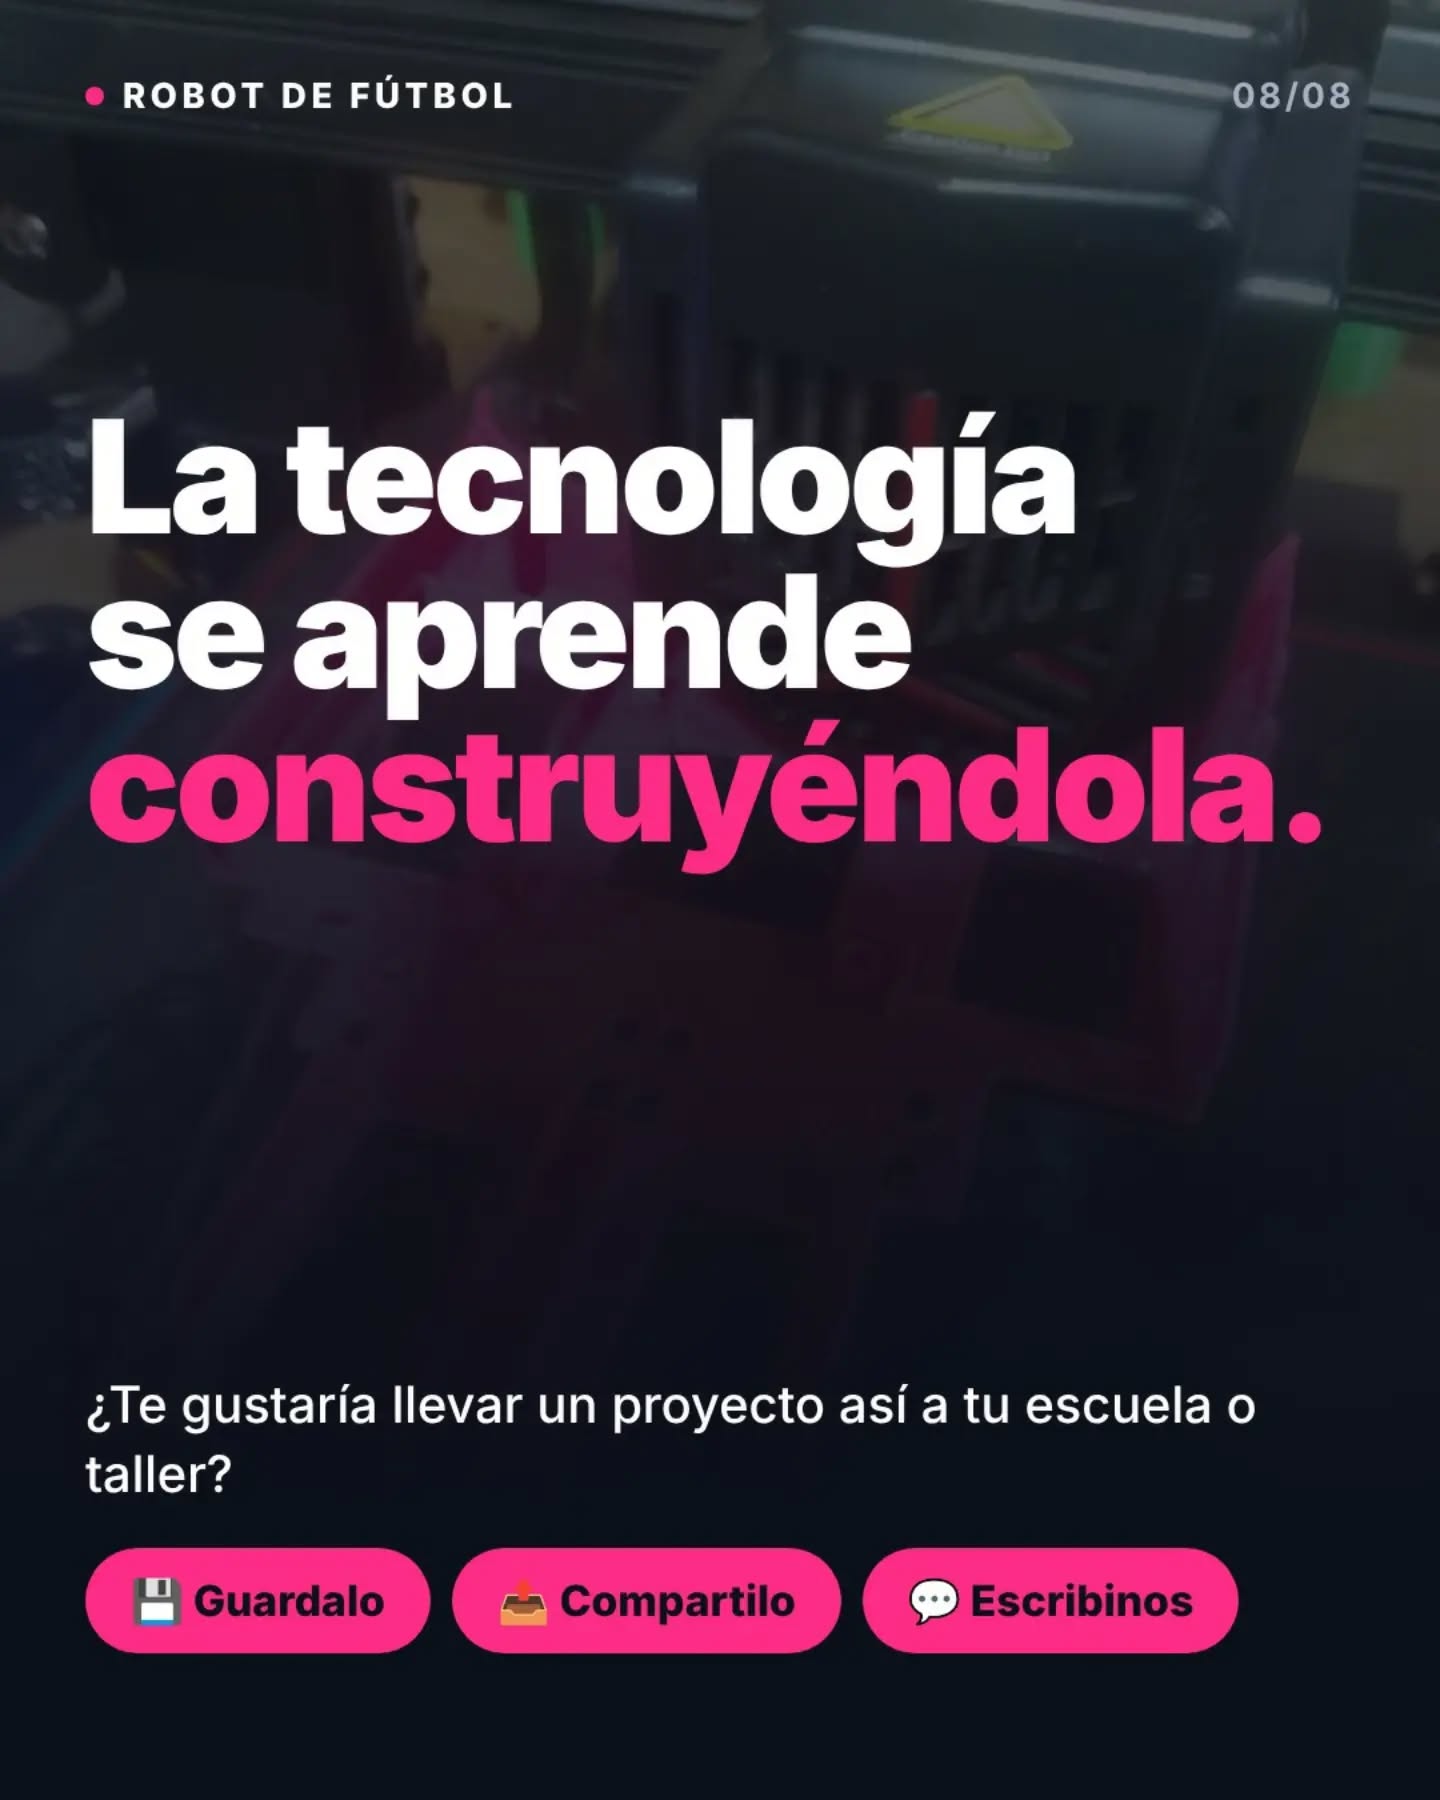 ROBOT DE FÚTBOL
08/08
La tecnología
se aprende
construyéndola.
¿Te gustaría llevar un proyecto así a tu escuela o
taller?
Guardalo
Compartilo
Escribinos